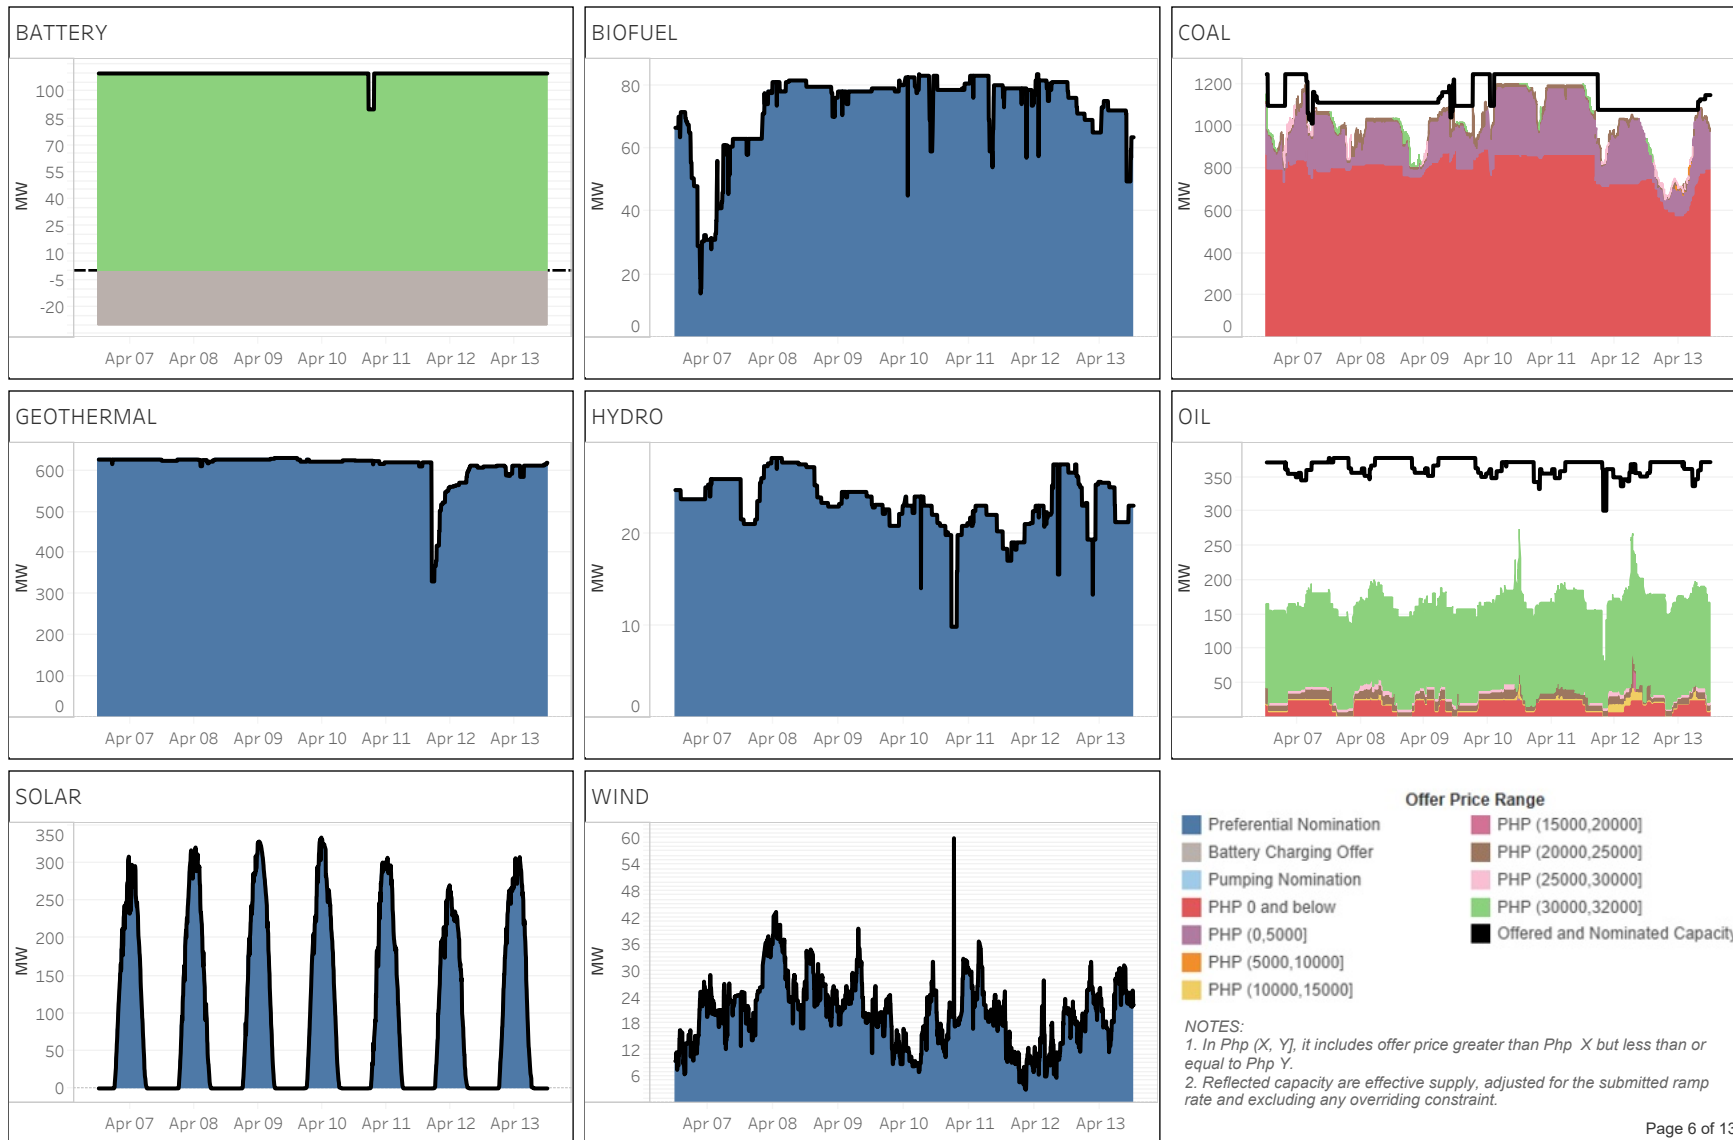 BATTERY
MW
100
85
70
55
40
25
10
-5
-20
Apr 07 Apr 08 Apr 09 Apr 10 Apr 11 Apr 12 Apr 13
BIOFUEL
MW
80
60
40
20
0
Apr 07 Apr 08 Apr 09 Apr 10 Apr 11 Apr 12 Apr 13
COAL
MW
1200
1000
800
600
400
200
0
Apr 07 Apr 08 Apr 09 Apr 10 Apr 11 Apr 12 Apr 13
GEOTHERMAL
MW
600
500
400
300
200
100
0
Apr 07 Apr 08 Apr 09 Apr 10 Apr 11 Apr 12 Apr 13
HYDRO
MW
20
10
0
Apr 07 Apr 08 Apr 09 Apr 10 Apr 11 Apr 12 Apr 13
OIL
MW
350
300
250
200
150
100
50
Apr 07 Apr 08 Apr 09 Apr 10 Apr 11 Apr 12 Apr 13
SOLAR
MW
350
300
250
200
150
100
50
0
Apr 07 Apr 08 Apr 09 Apr 10 Apr 11 Apr 12 Apr 13
WIND
MW
60
54
48
42
36
30
24
18
12
6
Apr 07 Apr 08 Apr 09 Apr 10 Apr 11 Apr 12 Apr 13
Offer Price Range
Preferential Nomination
Battery Charging Offer
Pumping Nomination
PHP 0 and below
PHP (0,5000]
PHP (5000,10000]
PHP (10000,15000]
PHP (15000,20000]
PHP (20000,25000]
PHP (25000,30000]
PHP (30000,32000]
Offered and Nominated Capacity
NOTES:
1. In Php (X, Y], it includes offer price greater than Php X but less than or
equal to Php Y.
2. Reflected capacity are effective supply, adjusted for the submitted ramp
rate and excluding any overriding constraint.
Page 6 of 13